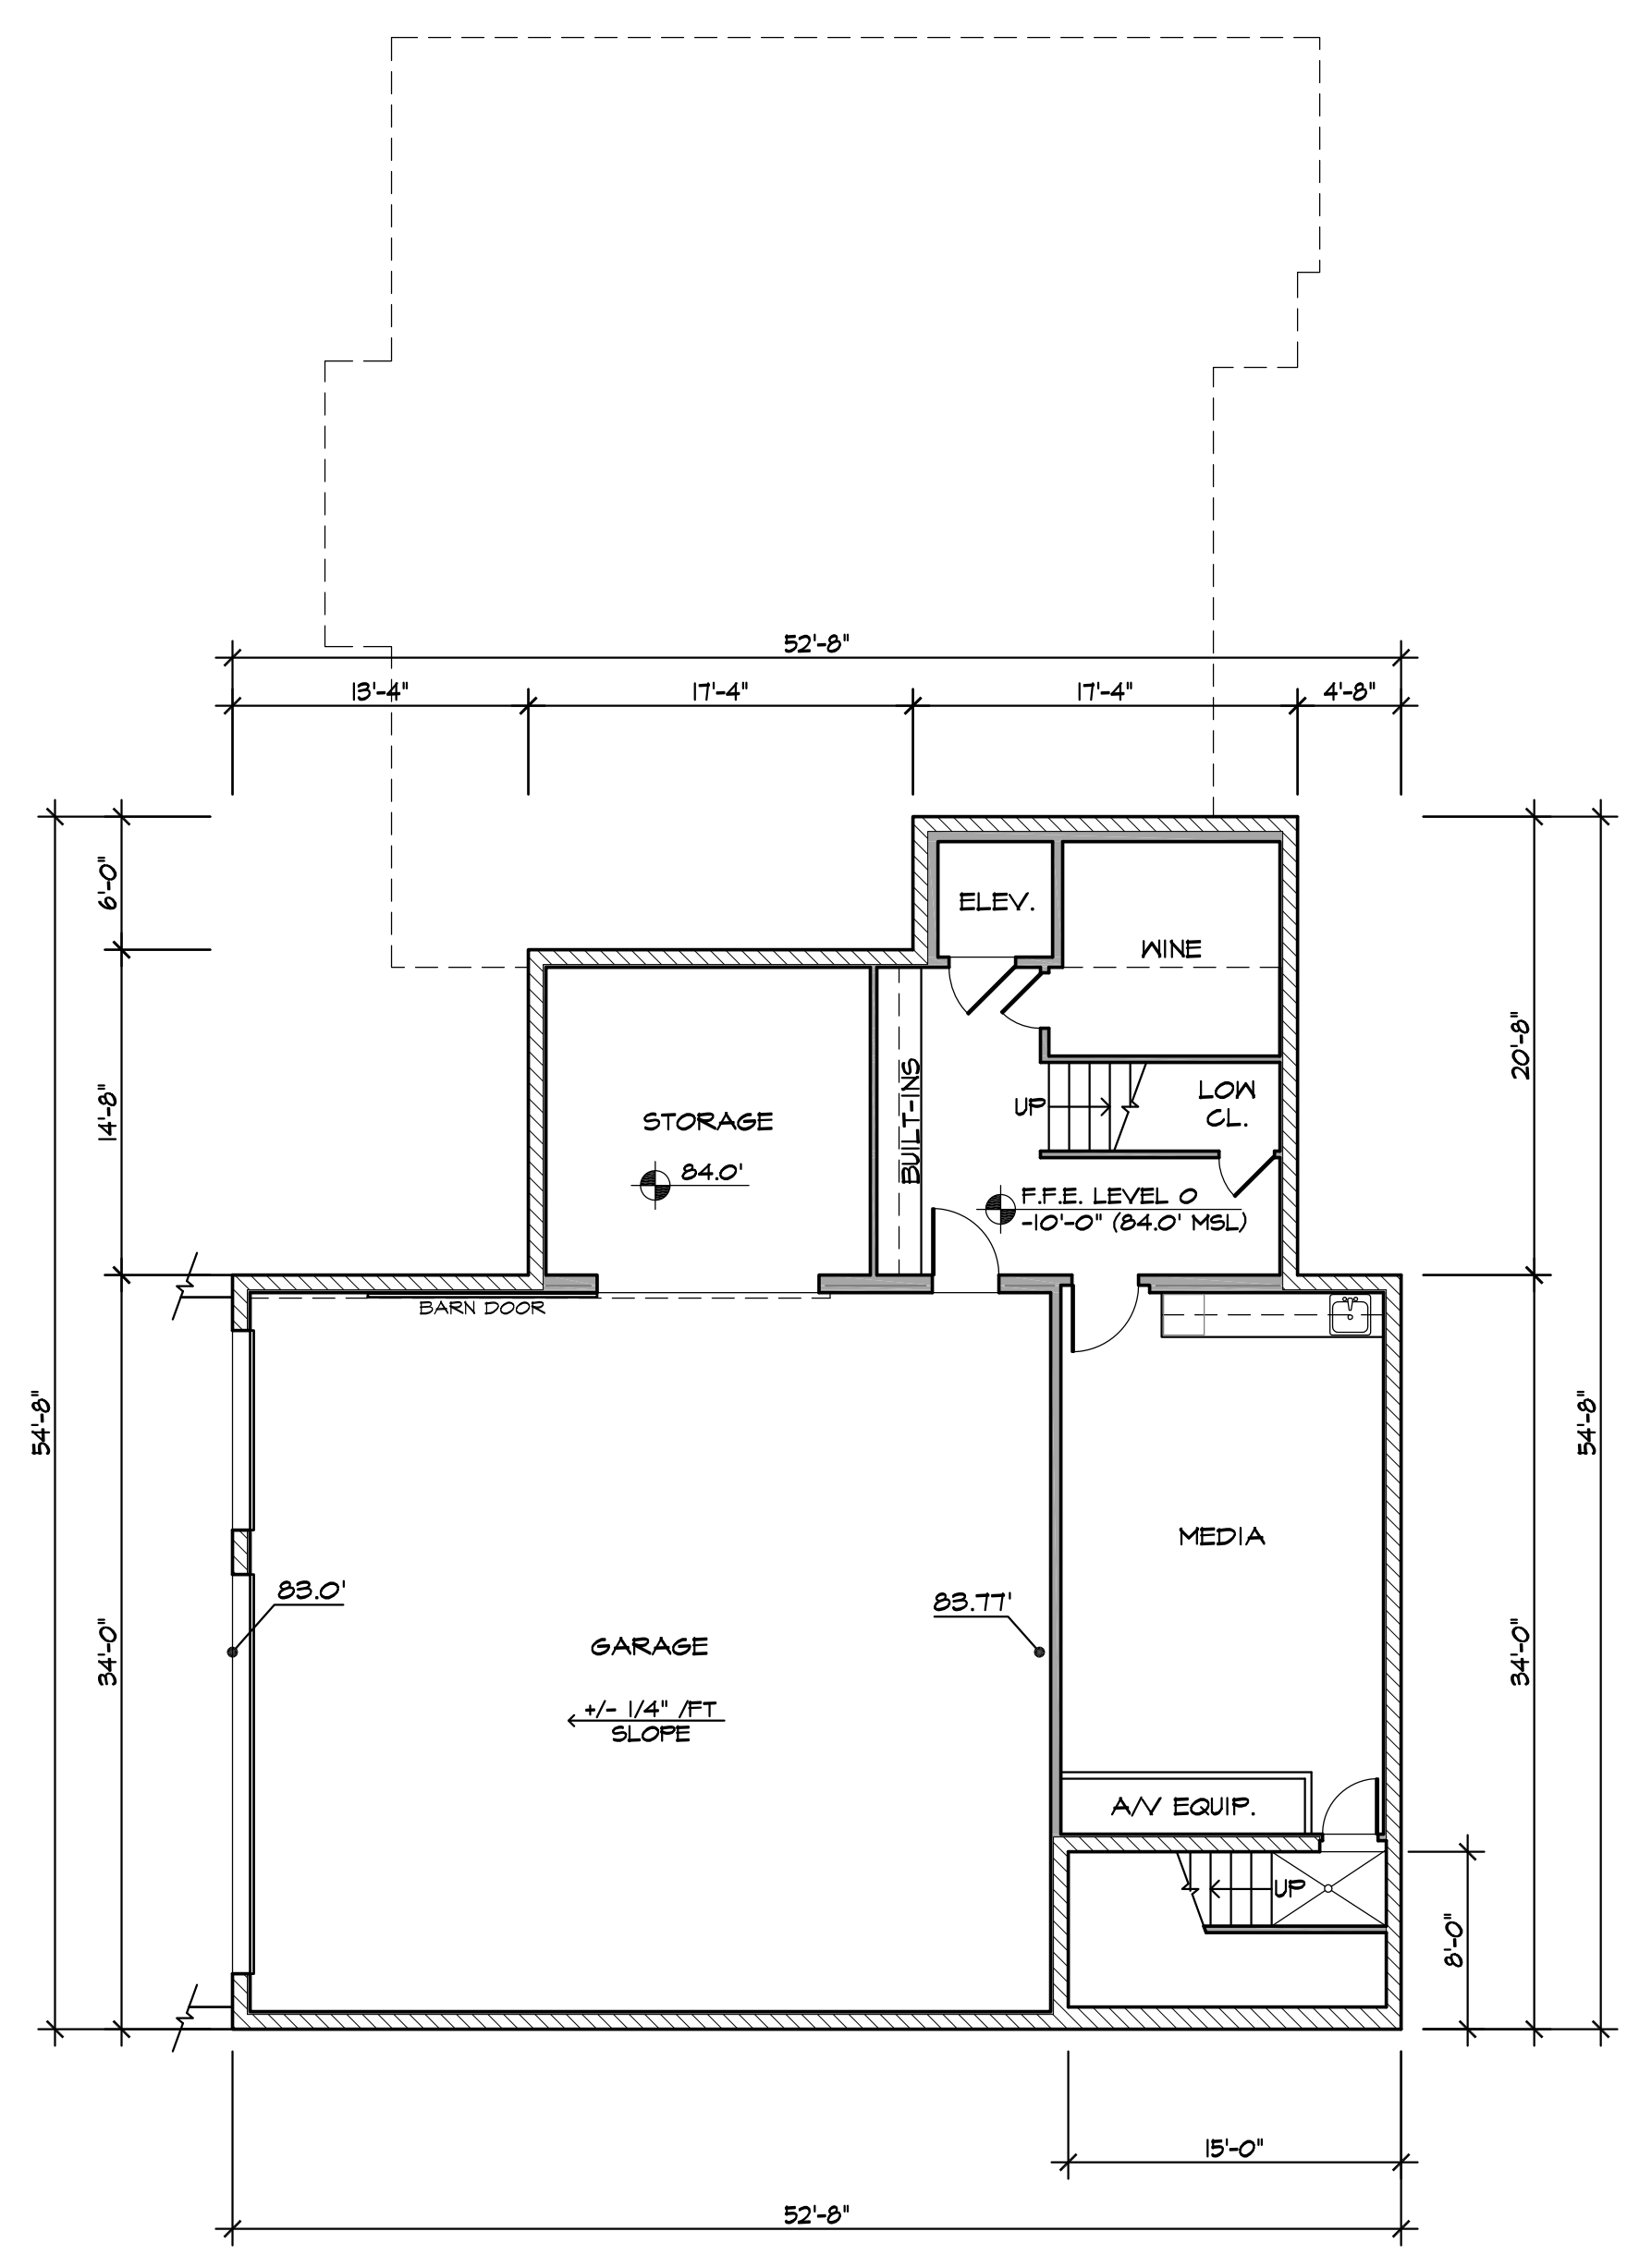 52'-8"
13'-4"
17'-4"
17'-4"
4'-8"
6'-0"
ELEV.
WINE
20'-8"
14'-8"
BUILT-INS
UP
LOW
CL.
STORAGE
84.0'
F.F.E. LEVEL 0
-10'-0" (84.0' MSL)
BARN DOOR
54'-8"
54'-8"
MEDIA
83.0'
83.77'
34'-0"
34'-0"
GARAGE
+/- 1/4" /FT
SLOPE
A/V EQUIP.
UP
8'-0"
15'-0"
52'-8"